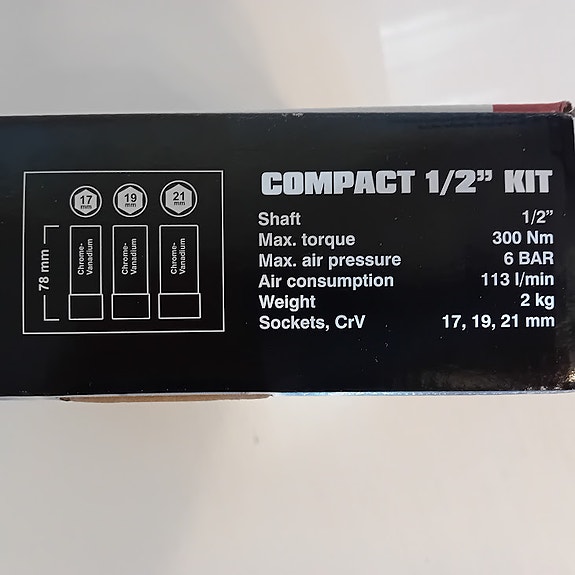 17 mm 19 mm 21 mm
78 mm
Chrome-Vanadium Chrome-Vanadium Chrome-Vanadium
COMPACT 1/2” KIT
Shaft 1/2”
Max. torque 300 Nm
Max. air pressure 6 BAR
Air consumption 113 l/min
Weight 2 kg
Sockets, CrV 17, 19, 21 mm